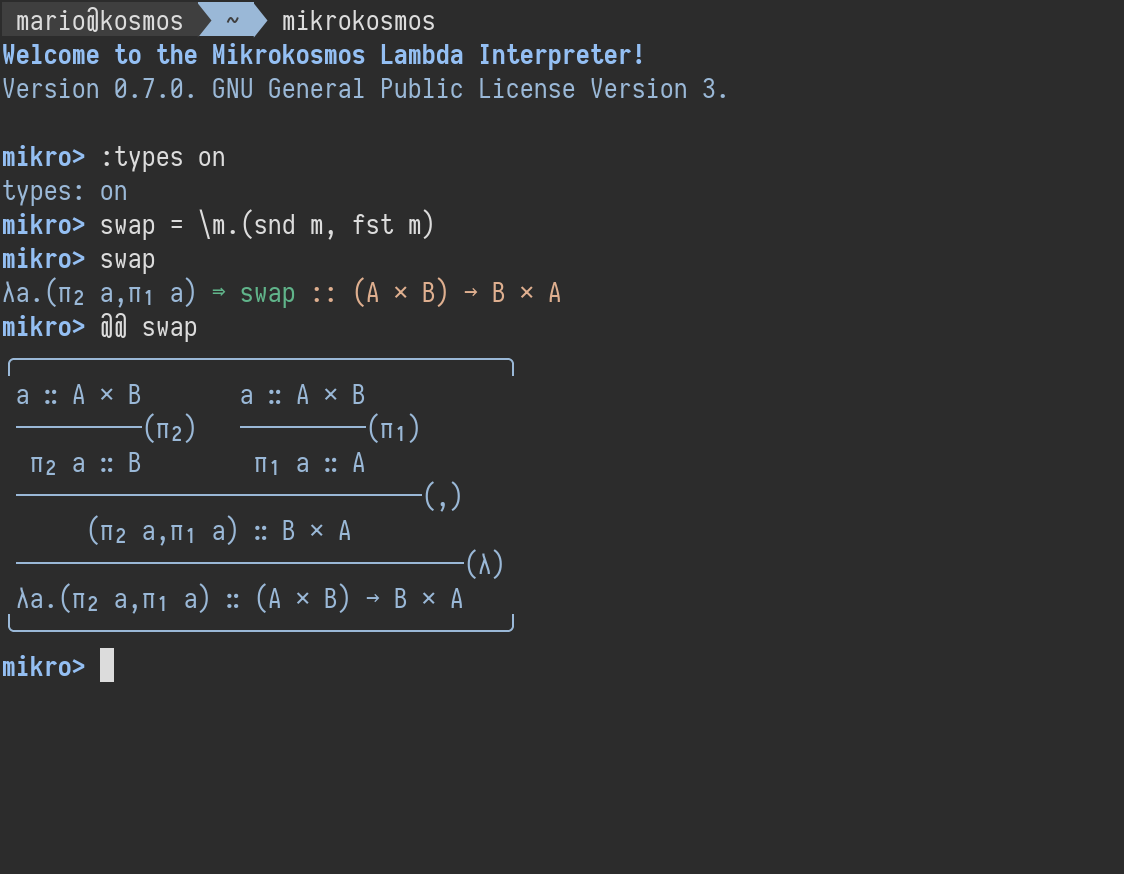 mario@kosmos ~ mikrokosmos
Welcome to the Mikrokosmos Lambda Interpreter!
Version 0.7.0. GNU General Public License Version 3.
mikro> :types on
types: on
mikro> swap = \m.(snd m, fst m)
mikro> swap
λa.(π₂ a,π₁ a) ⇒ swap :: (A × B) → B × A
mikro> @@ swap
a :: A × B a :: A × B
(π₂) (π₁)
π₂ a :: B π₁ a :: A
(,)
(π₂ a,π₁ a) :: B × A
(λ)
λa.(π₂ a,π₁ a) :: (A × B) → B × A
mikro>